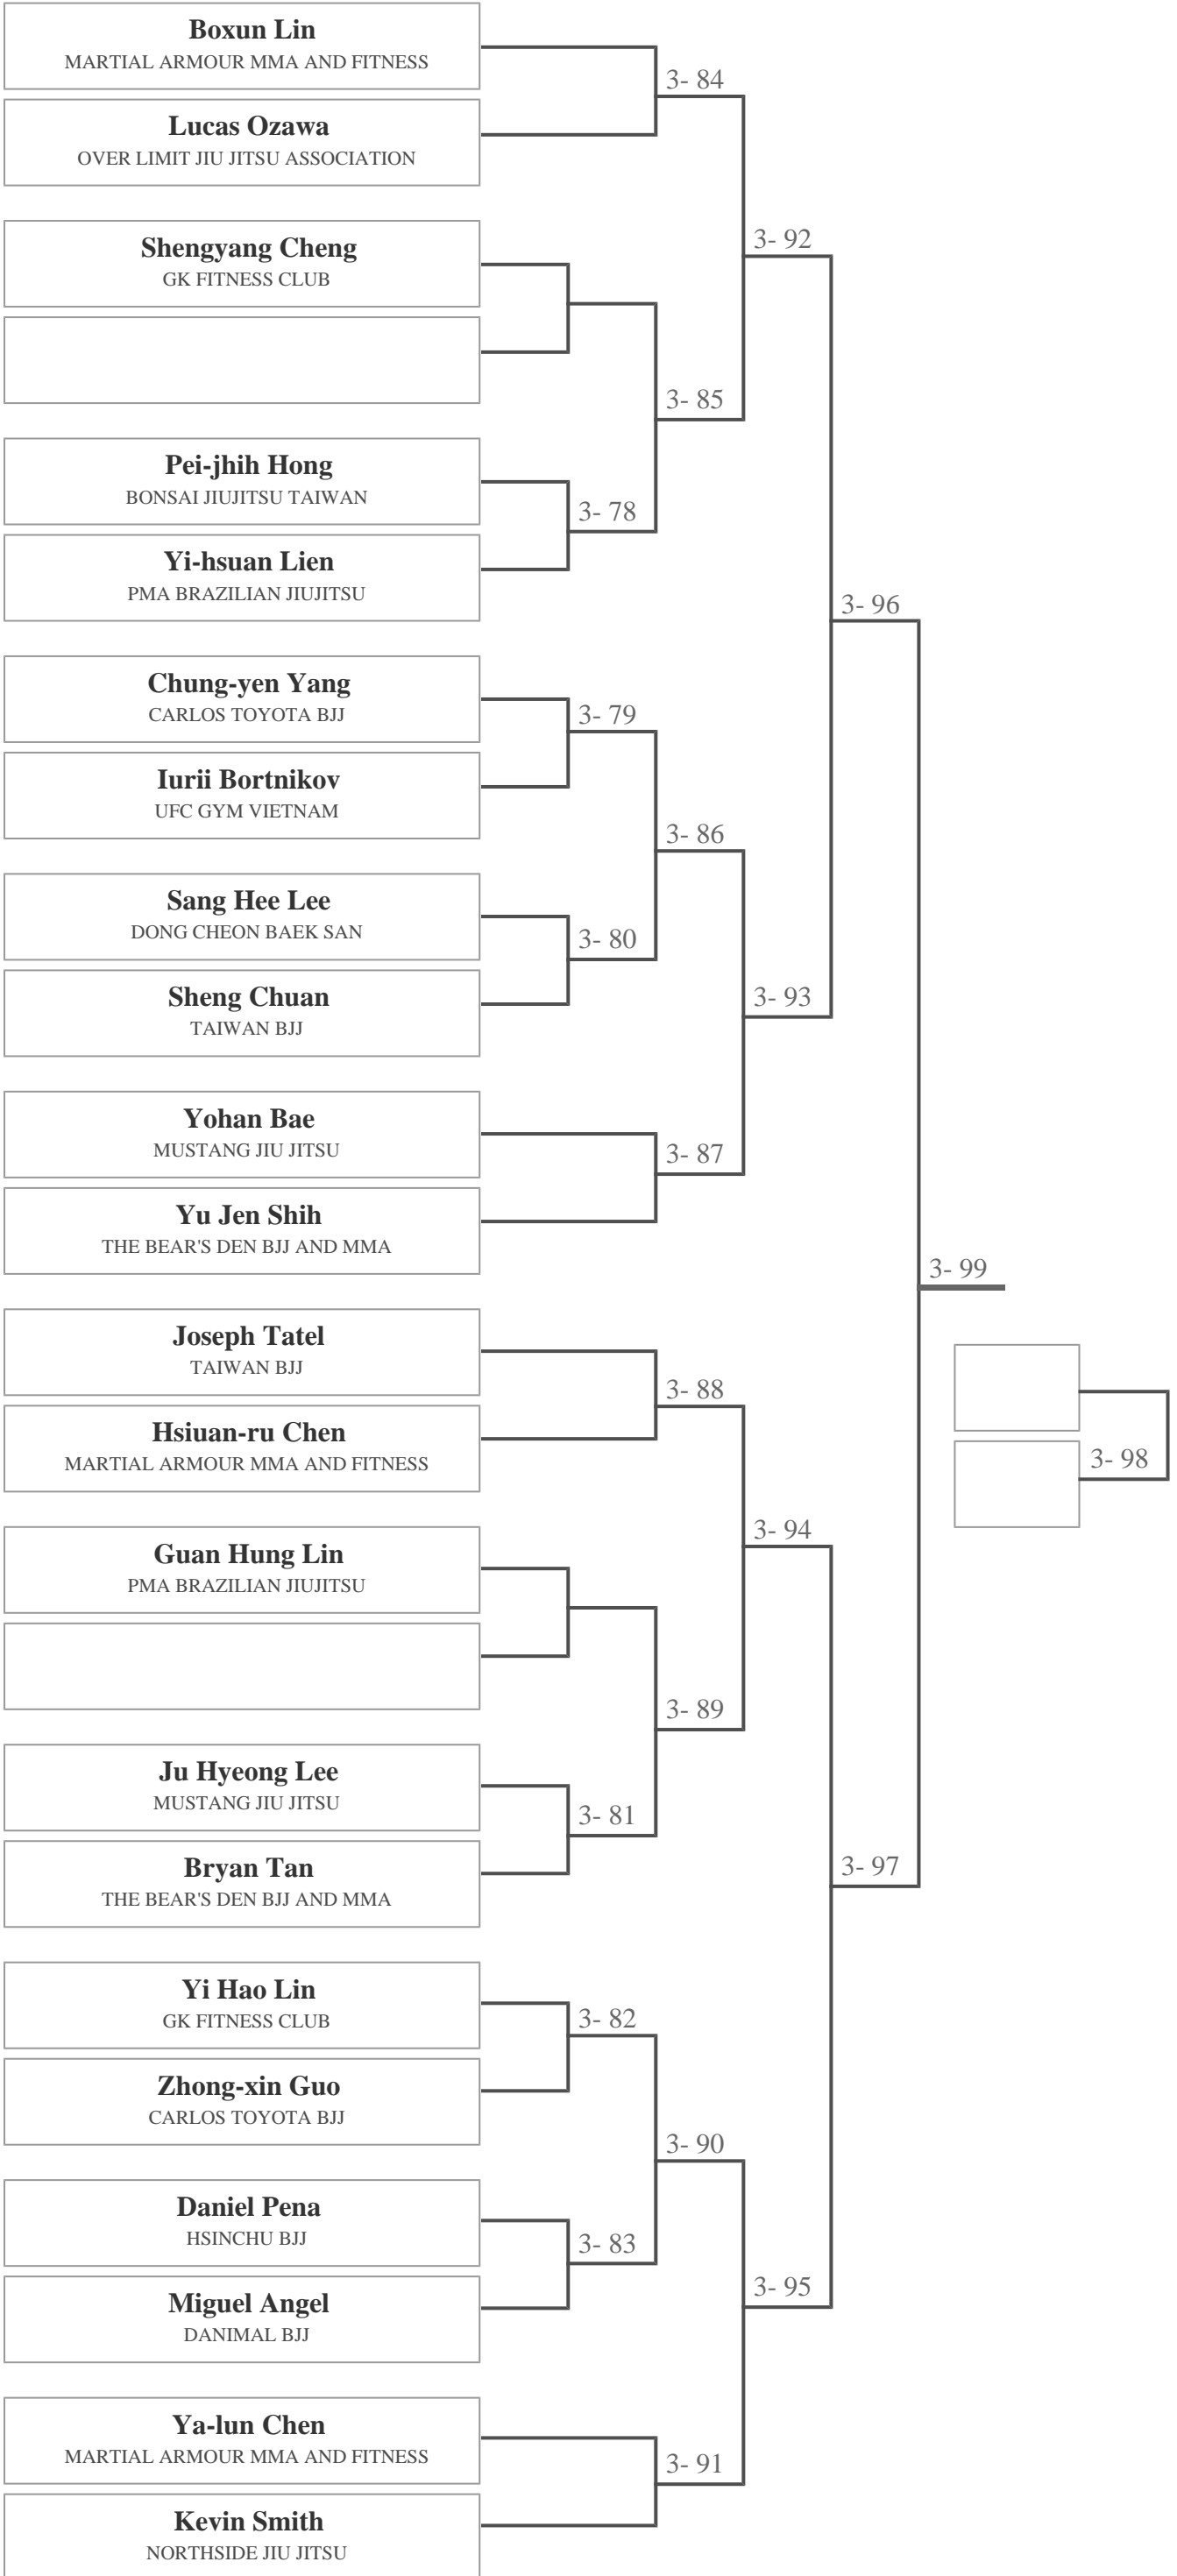 Boxun Lin
MARTIAL ARMOUR MMA AND FITNESS
3- 84
Lucas Ozawa
OVER LIMIT JIU JITSU ASSOCIATION
3- 92
Shengyang Cheng
GK FITNESS CLUB
3- 85
Pei-jhih Hong
BONSAI JIUJITSU TAIWAN
3- 78
Yi-hsuan Lien
PMA BRAZILIAN JIUJITSU
3- 96
Chung-yen Yang
CARLOS TOYOTA BJJ
3- 79
Iurii Bortnikov
UFC GYM VIETNAM
3- 86
Sang Hee Lee
DONG CHEON BAEK SAN
3- 80
Sheng Chuan
TAIWAN BJJ
3- 93
Yohan Bae
MUSTANG JIU JITSU
3- 87
Yu Jen Shih
THE BEAR'S DEN BJJ AND MMA
3- 99
Joseph Tatel
TAIWAN BJJ
3- 88
Hsiuan-ru Chen
MARTIAL ARMOUR MMA AND FITNESS
3- 98
3- 94
Guan Hung Lin
PMA BRAZILIAN JIUJITSU
3- 89
Ju Hyeong Lee
MUSTANG JIU JITSU
3- 81
Bryan Tan
THE BEAR'S DEN BJJ AND MMA
3- 97
Yi Hao Lin
GK FITNESS CLUB
3- 82
Zhong-xin Guo
CARLOS TOYOTA BJJ
3- 90
Daniel Pena
HSINCHU BJJ
3- 83
Miguel Angel
DANIMAL BJJ
3- 95
Ya-lun Chen
MARTIAL ARMOUR MMA AND FITNESS
3- 91
Kevin Smith
NORTHSIDE JIU JITSU